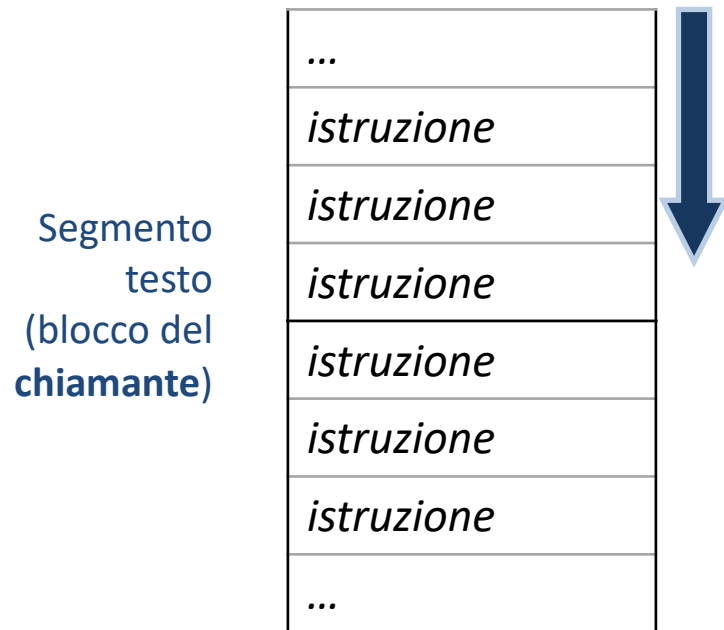 Segmento
testo
(blocco del
chiamante)
...
istruzione
istruzione
istruzione
istruzione
istruzione
istruzione
...